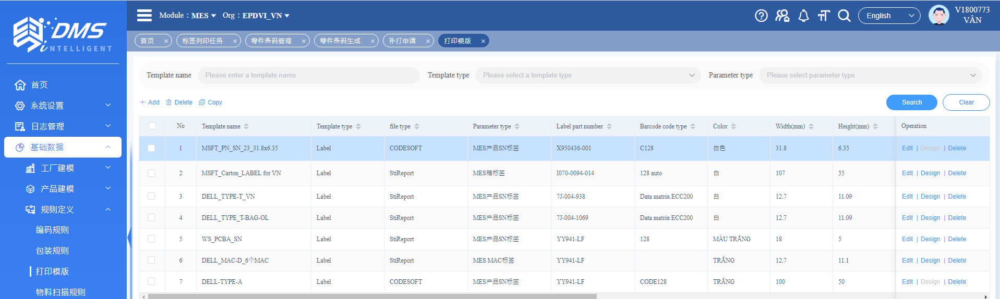 DMS
iNTELLIGENT
Module : MES Org : EPDVI_VN
English
V1800773
VÂN
首页 × 标签列印任务 × 零件条码管理 × 零件条码生成 × 补打申请 × 打印模版 ×
首页
系统设置
日志管理
基础数据
工厂建模
产品建模
规则定义
编码规则
包装规则
打印模版
物料扫描规则
Template name Please enter a template name Template type Please select a template type Parameter type Please select parameter type
+ Add Delete Copy Search Clear
No Template name Template type file type Parameter type Label part number Barcode code type Color Width(mm) Height(mm) Operation
1 MSFT_PN_SN_23_31.8x6.35 Label CODESOFT MES产品SN标签 X950436-001 C128 白色 31.8 6.35 Edit | Design | Delete
2 MSFT_Carton_LABEL for VN Label StiReport MES箱标签 I070-0094-014 128 auto 白 107 55 Edit | Design | Delete
3 DELL_TYPE-T_VN Label StiReport MES产品SN标签 7J-004-938 Data matrix ECC200 白 12.7 11.09 Edit | Design | Delete
4 DELL_TYPE_T-BAG-OL Label StiReport MES产品SN标签 7J-004-1069 Data matrix ECC200 白 12.7 11.09 Edit | Design | Delete
5 WS_PCBA_SN Label StiReport MES产品SN标签 YY941-LF 128 MÀU TRẮNG 18 5 Edit | Design | Delete
6 DELL_MAC-D_6个MAC Label StiReport MES MAC标签 YY941-LF TRẮNG 12.7 11.1 Edit | Design | Delete
7 DELL-TYPE-A Label CODESOFT MES产品SN标签 YY941-LF CODE128 TRẮNG 100 50 Edit | Design | Delete